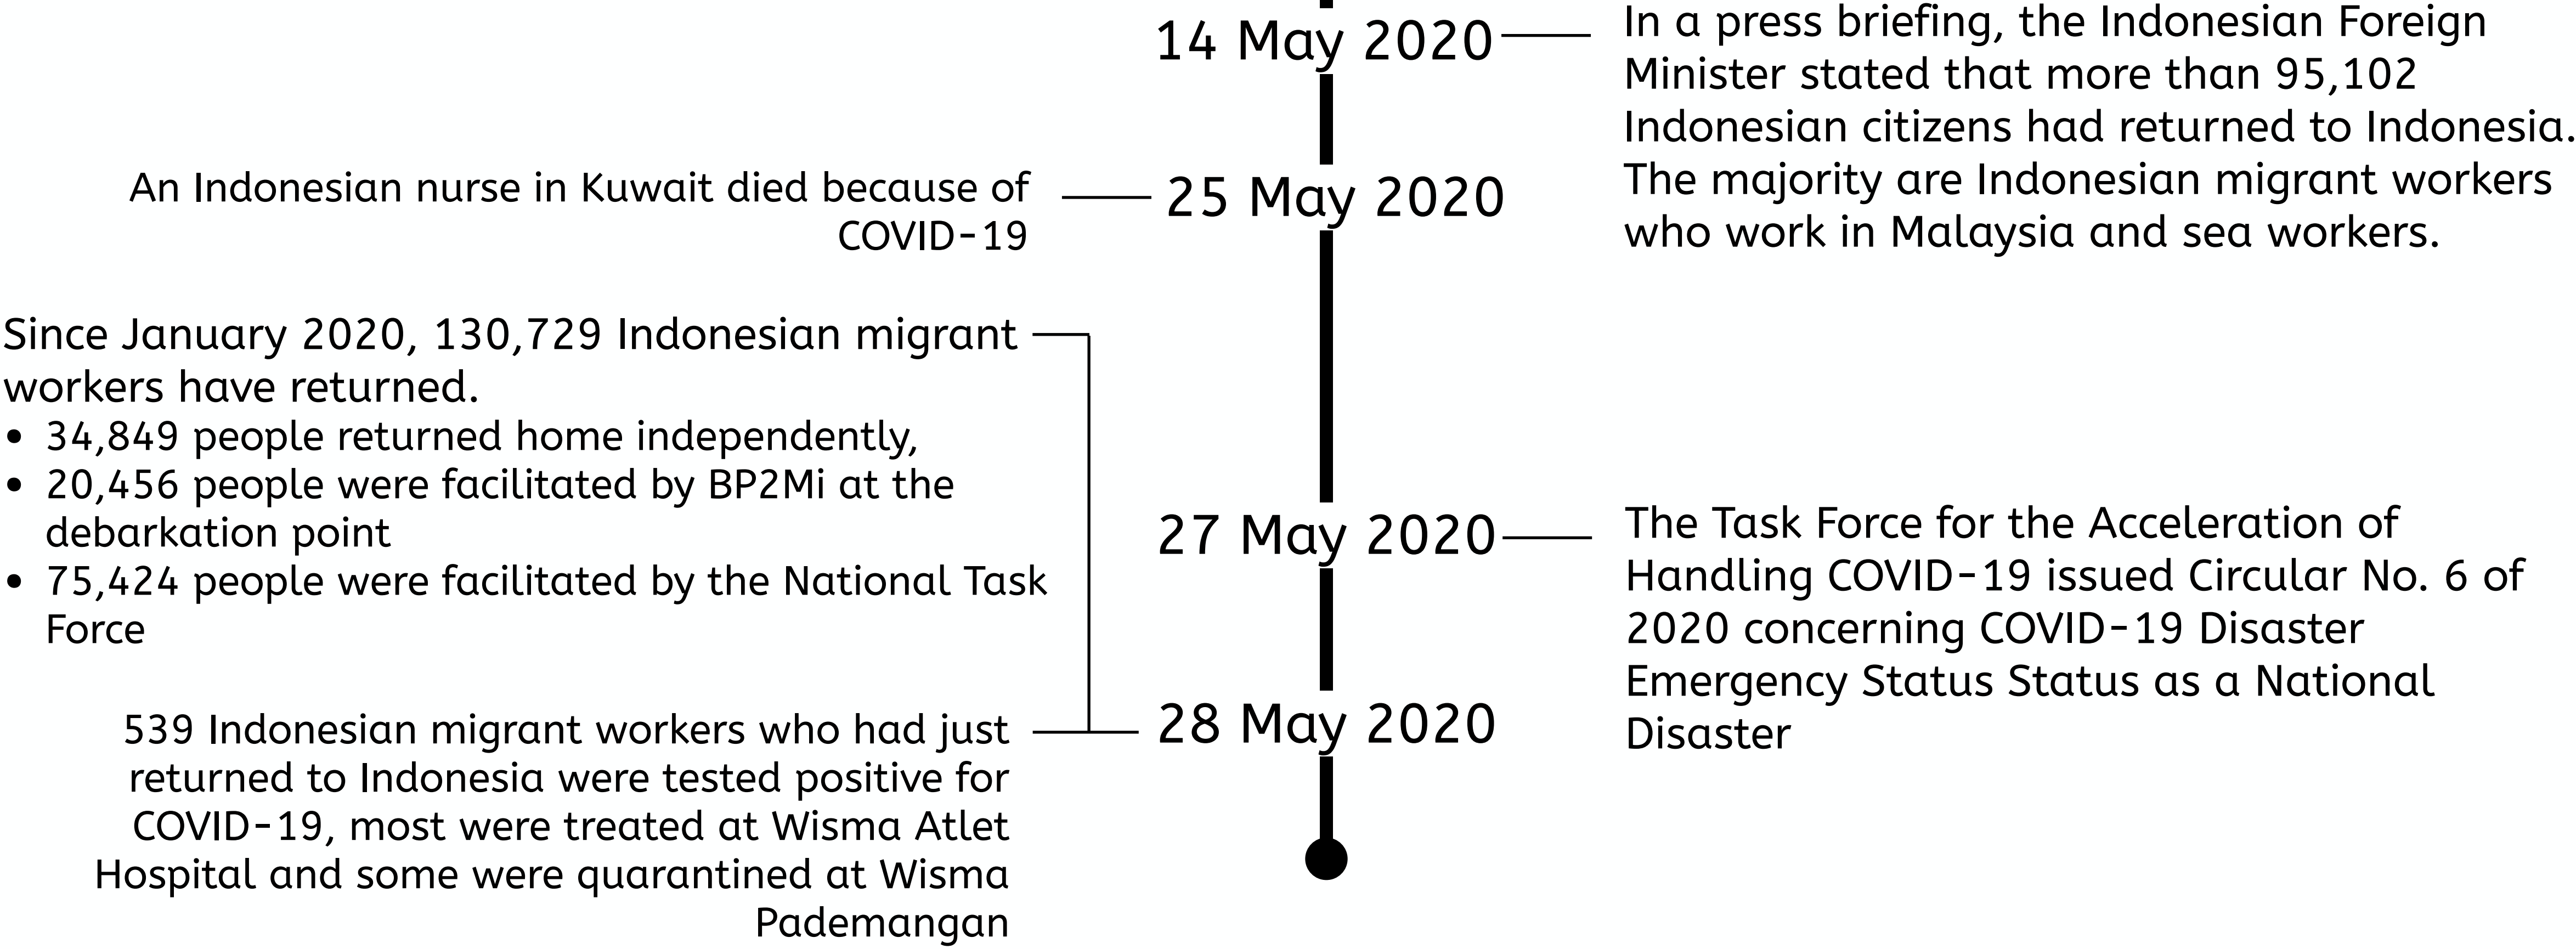 14 May 2020
In a press briefing, the Indonesian Foreign
Minister stated that more than 95,102
Indonesian citizens had returned to Indonesia.
The majority are Indonesian migrant workers
who work in Malaysia and sea workers.
An Indonesian nurse in Kuwait died because of
COVID-19
25 May 2020
27 May 2020
The Task Force for the Acceleration of
Handling COVID-19 issued Circular No. 6 of
2020 concerning COVID-19 Disaster
Emergency Status Status as a National
Disaster
Since January 2020, 130,729 Indonesian migrant
workers have returned.
• 34,849 people returned home independently,
• 20,456 people were facilitated by BP2Mi at the
debarkation point
• 75,424 people were facilitated by the National Task
Force
28 May 2020
539 Indonesian migrant workers who had just
returned to Indonesia were tested positive for
COVID-19, most were treated at Wisma Atlet
Hospital and some were quarantined at Wisma
Pademangan